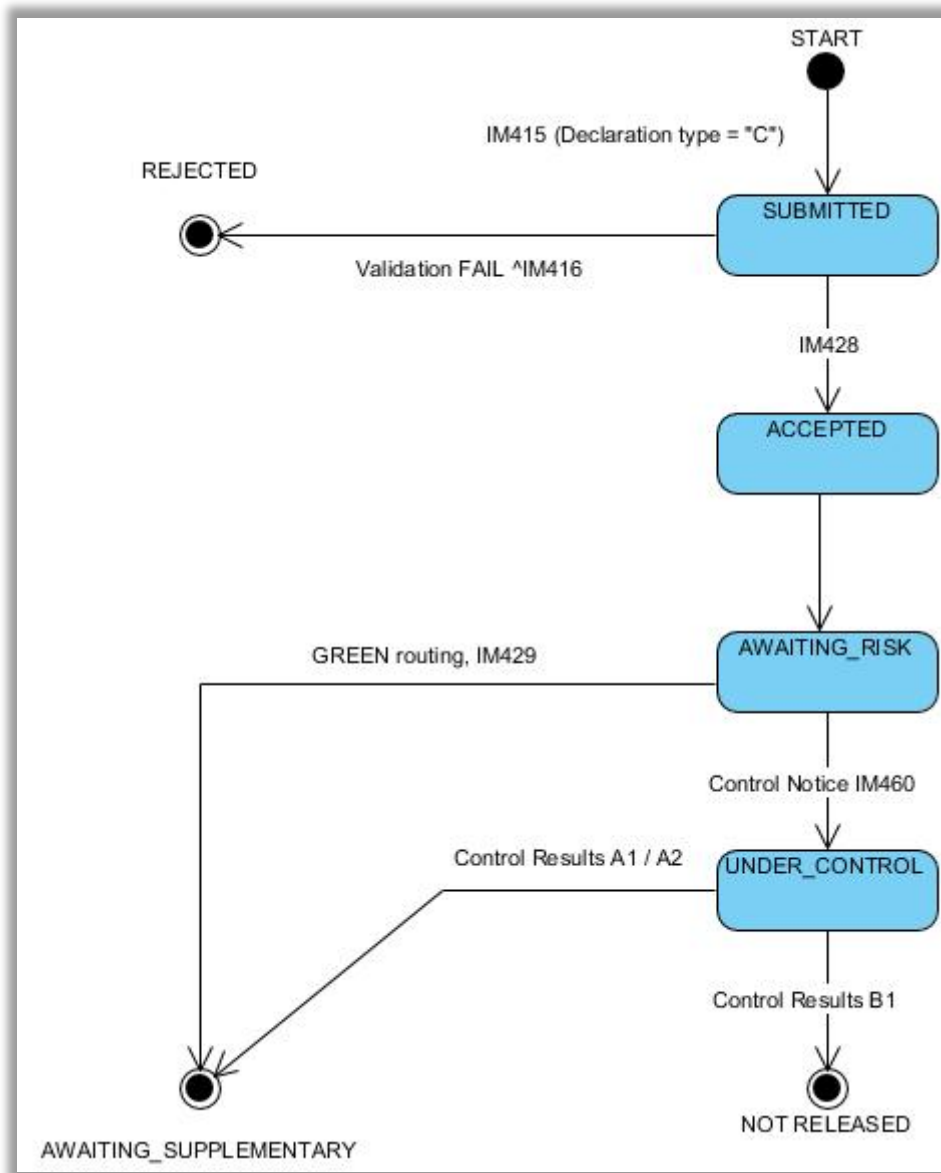 START
IM415 (Declaration type = "C")
REJECTED
SUBMITTED
Validation FAIL ^IM416
IM428
ACCEPTED
AWAITING_RISK
GREEN routing, IM429
Control Notice IM460
Control Results A1 / A2
UNDER_CONTROL
Control Results B1
NOT RELEASED
AWAITING_SUPPLEMENTARY